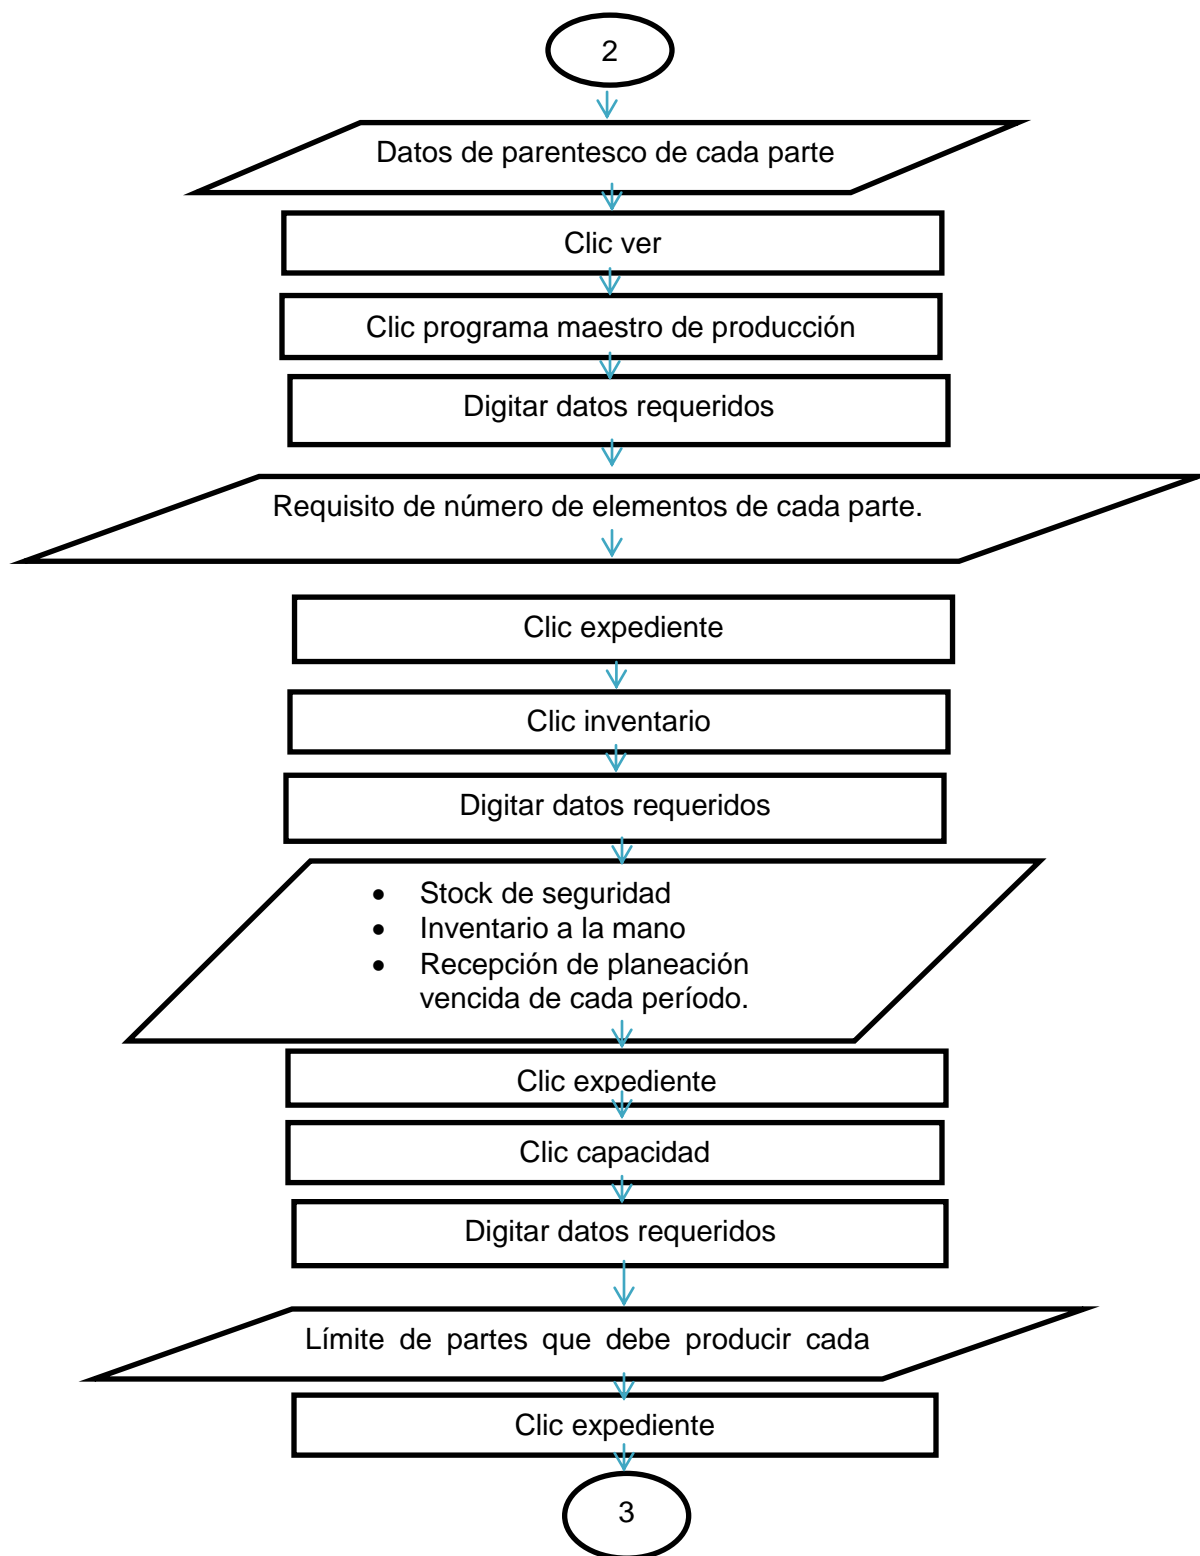 2
Datos de parentesco de cada parte
Clic ver
Clic programa maestro de producción
Digitar datos requeridos
Requisito de número de elementos de cada parte.
Clic expediente
Clic inventario
Digitar datos requeridos
• Stock de seguridad
• Inventario a la mano
• Recepción de planeación
vencida de cada período.
Clic expediente
Clic capacidad
Digitar datos requeridos
Límite de partes que debe producir cada
Clic expediente
3